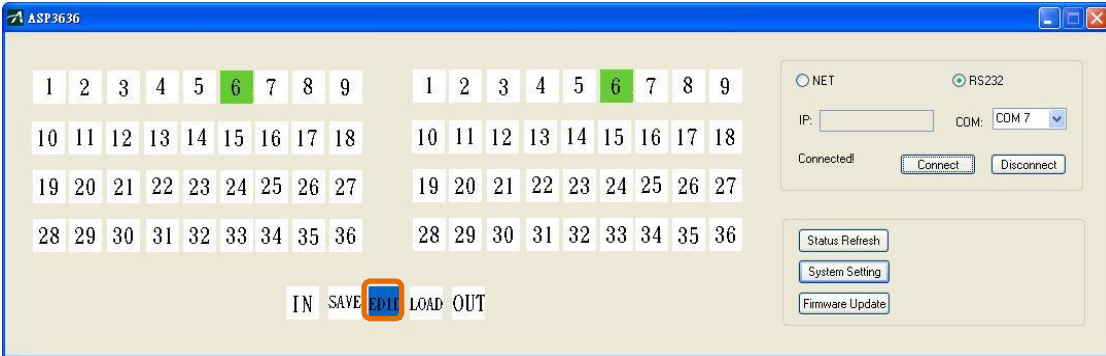 ASP3636
1 2 3 4 5 6 7 8 9
10 11 12 13 14 15 16 17 18
19 20 21 22 23 24 25 26 27
28 29 30 31 32 33 34 35 36
1 2 3 4 5 6 7 8 9
10 11 12 13 14 15 16 17 18
19 20 21 22 23 24 25 26 27
28 29 30 31 32 33 34 35 36
IN SAVE EDIT LOAD OUT
NET RS232
IP: COM: COM 7
Connected! Connect Disconnect
Status Refresh
System Setting
Firmware Update